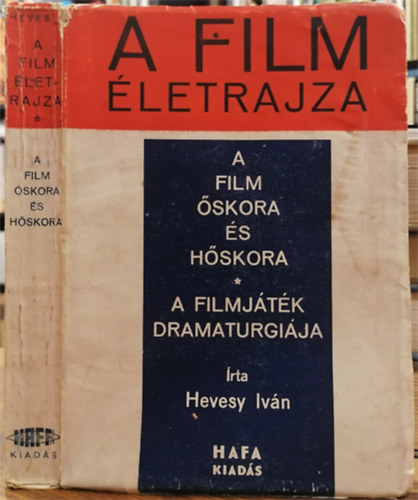 HEVESY
A
FILM
ÉLET-
RAJZA
*
A
FILM
ŐSKORA
ÉS
HŐSKORA
HAFA
KIADÁS
A FILM
ÉLETRAJZA
A
FILM
ŐSKORA
ÉS
HŐSKORA
*
A FILMJÁTÉK
DRAMATURGIÁJA
Írta
Hevesy Iván
HAFA
KIADÁS